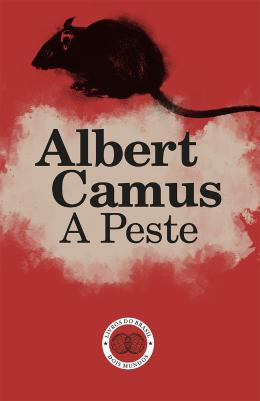 Albert
Camus
A Peste
LIVROS DO BRASIL
DOIS MUNDOS